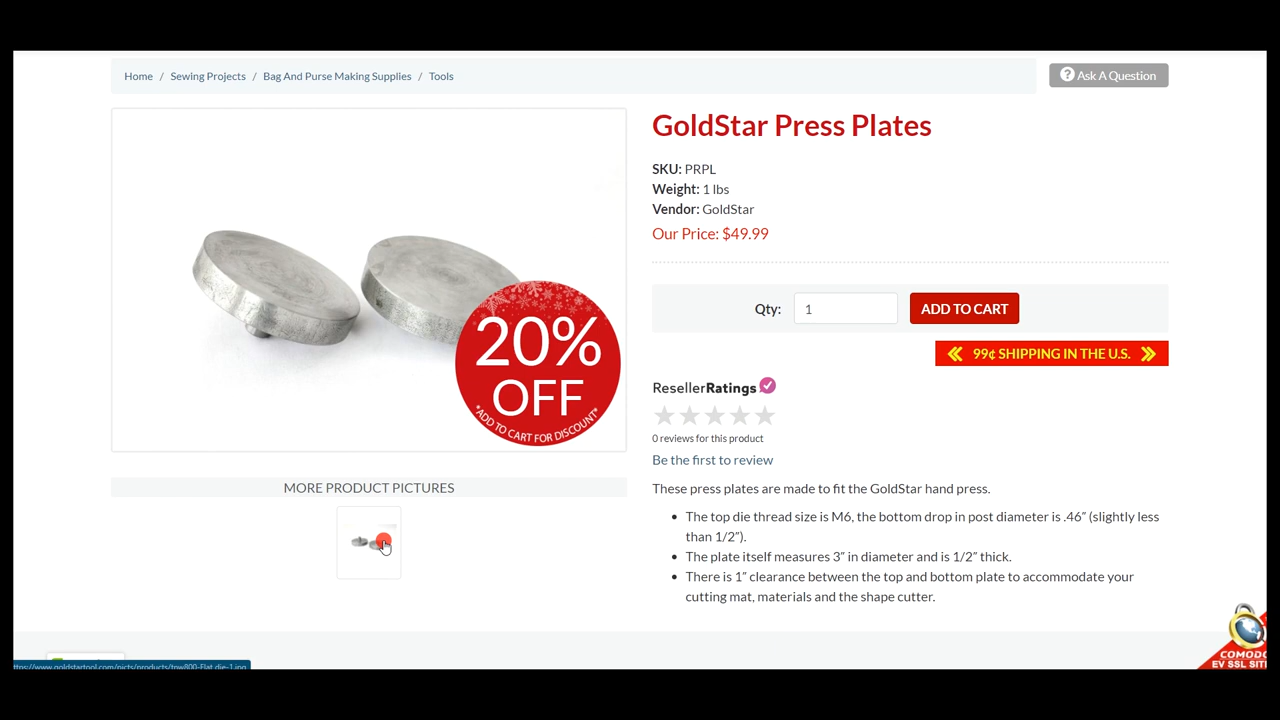 Home / Sewing Projects / Bag And Purse Making Supplies / Tools
Ask A Question
GoldStar Press Plates
SKU: PRPL
Weight: 1 lbs
Vendor: GoldStar
Our Price: $49.99
Qty: 1 ADD TO CART
20%
OFF
*ADD TO CART FOR DISCOUNT*
99¢ SHIPPING IN THE U.S.
ResellerRatings
0 reviews for this product
Be the first to review
MORE PRODUCT PICTURES
These press plates are made to fit the GoldStar hand press.
• The top die thread size is M6, the bottom drop in post diameter is .46″ (slightly less
than 1/2″).
• The plate itself measures 3″ in diameter and is 1/2″ thick.
• There is 1″ clearance between the top and bottom plate to accommodate your
cutting mat, materials and the shape cutter.
COMODO
EV SSL SITE